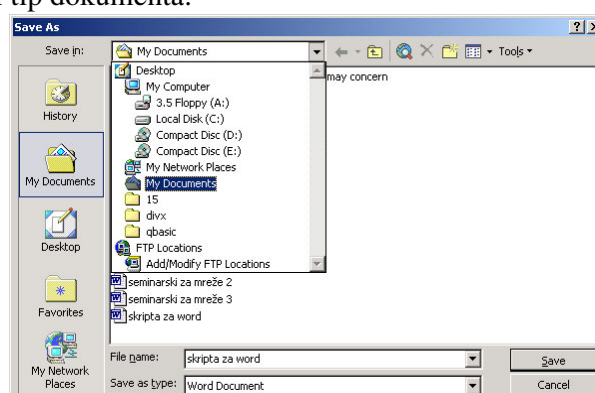 tip dokumenta.
Save As
Save in: My Documents Tools
Desktop
My Computer
may concern
3.5 Floppy (A:)
Local Disk (C:)
Compact Disc (D:)
Compact Disc (E:)
My Network Places
My Documents
15
divx
qbasic
FTP Locations
Add/Modify FTP Locations
seminarski za mreže 2
seminarski za mreže 3
skripta za word
History
My Documents
Desktop
Favorites
My Network
Places
File name: skripta za word Save
Save as type: Word Document Cancel